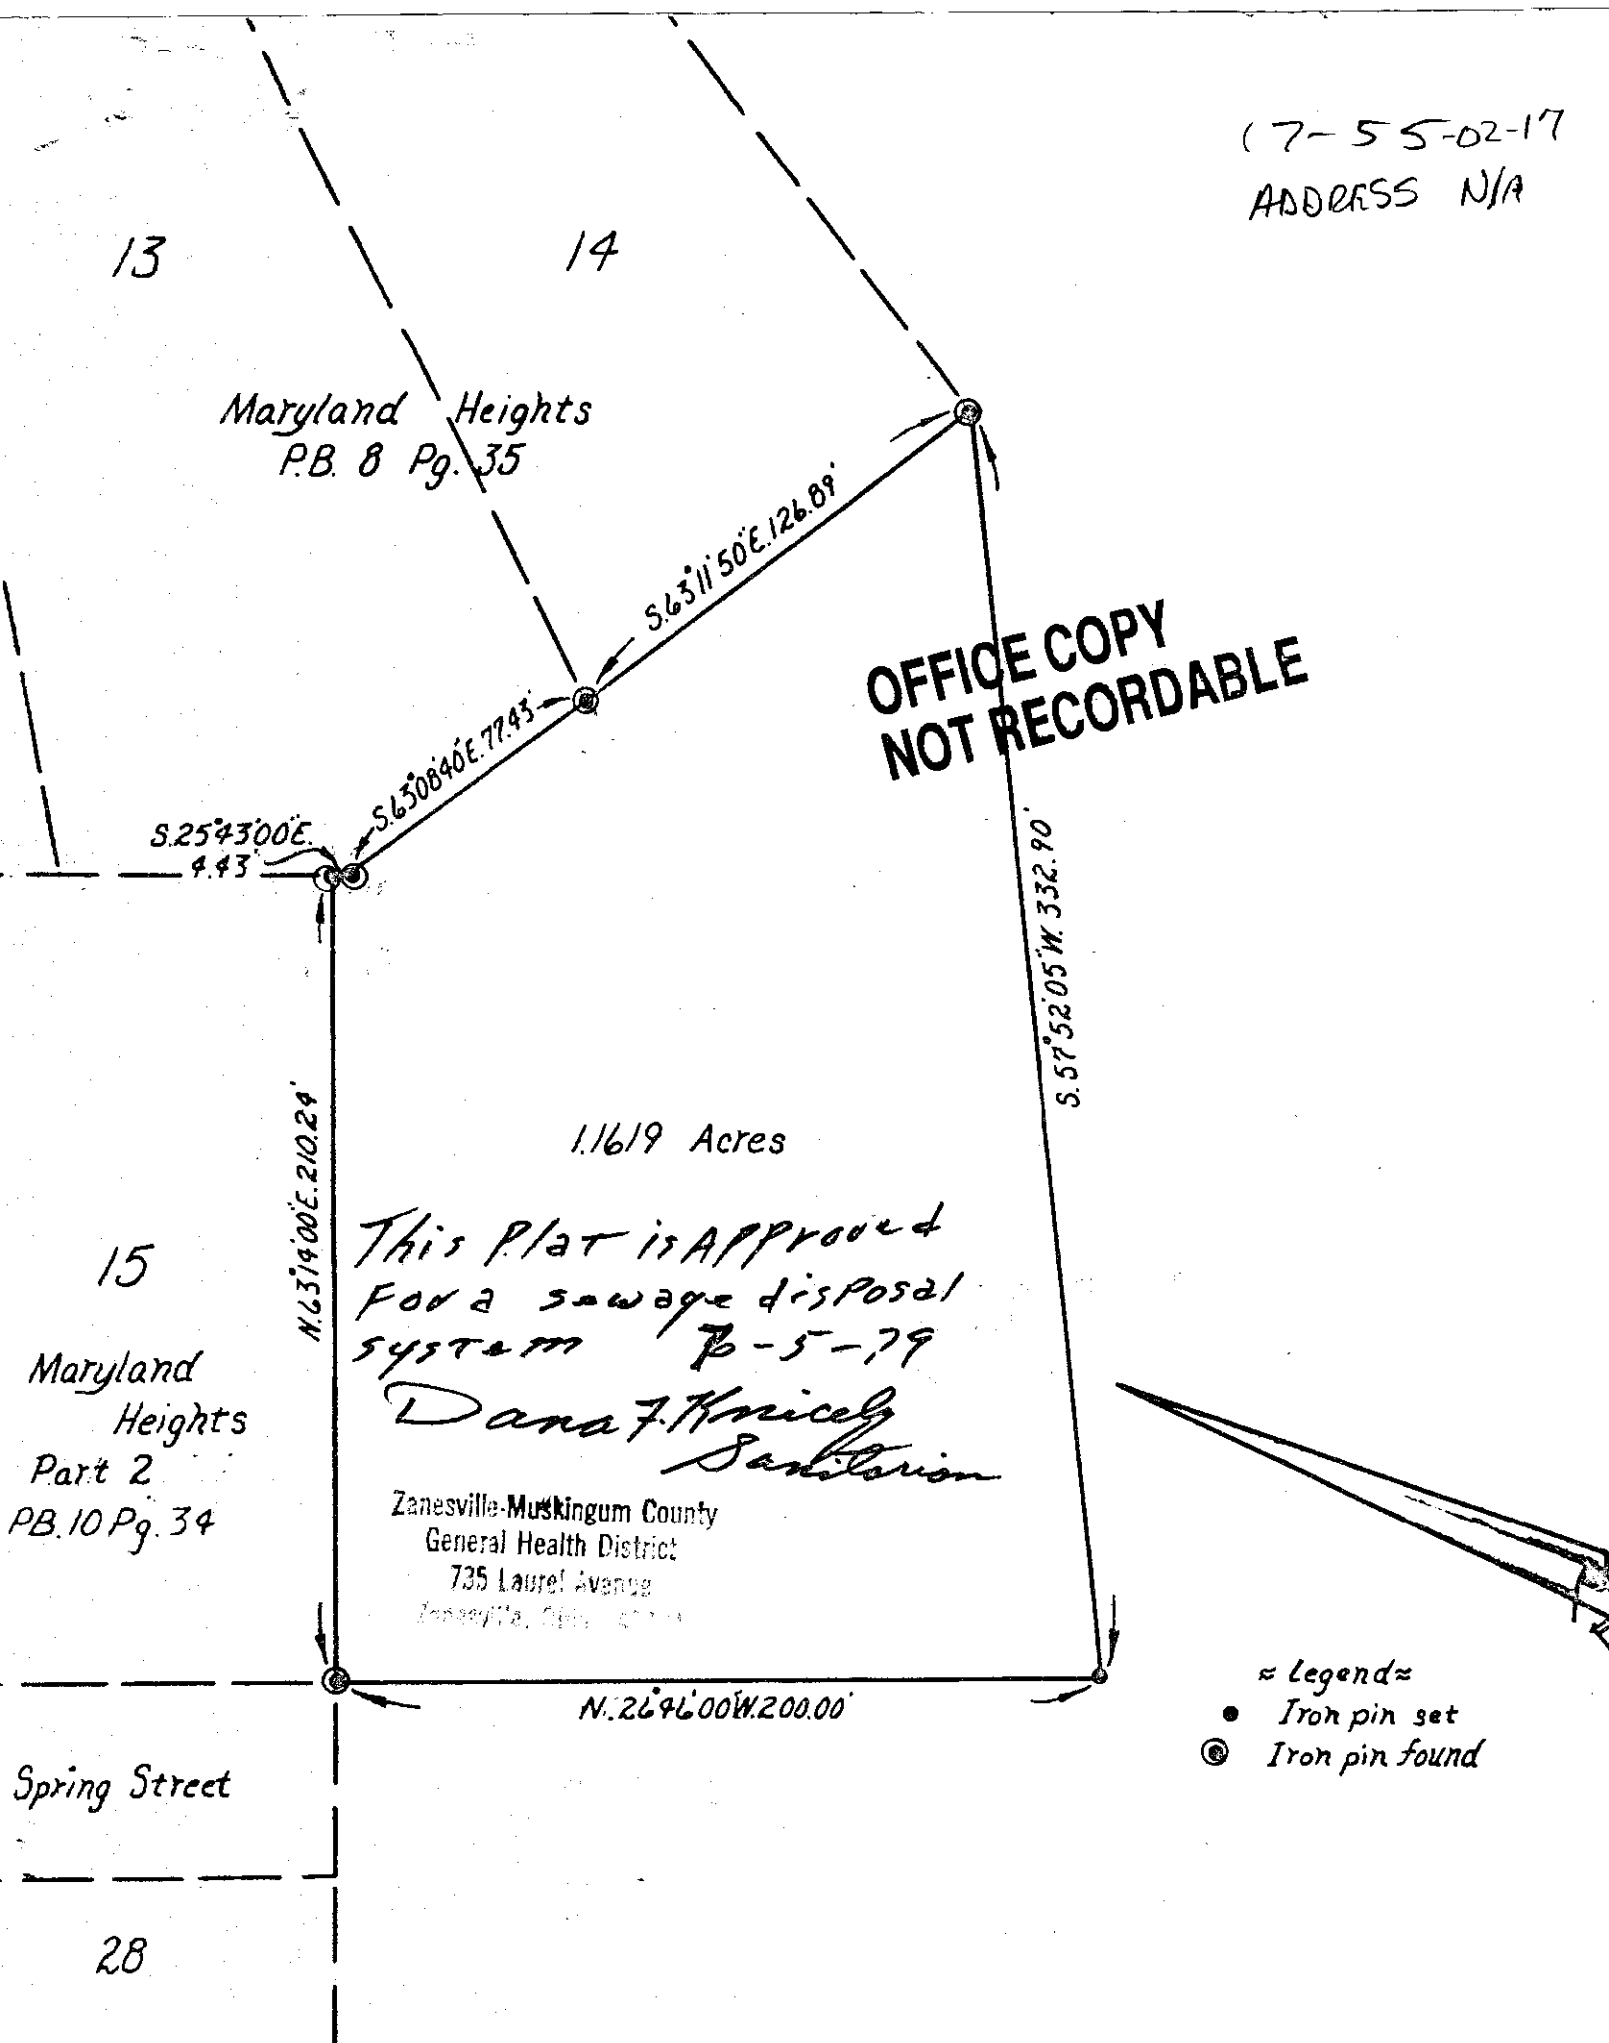 17-55-02-17
ADDRESS N/A
13
14
Maryland Heights
P.B. 8 Pg. 35
S.63°11'50"E.126.89'
OFFICE COPY
NOT RECORDABLE
S.63°08'40"E.77.43'
S.25°43'00"E.
4.43'
S.57°52'05"W.332.90'
N.63°14'00"E.210.24'
1.1619 Acres
This Plat is Approved
For a sewage disposal
system -5-79
Dana F. Knicely
Sanitarian
15
Maryland
Heights
Part 2
PB.10 Pg.34
Zanesville-Muskingum County
General Health District
735 Laurel Avenue
Zanesville, Ohio
N.26°46'00"W.200.00'
≈ Legend ≈
Iron pin set
Iron pin found
Spring Street
28